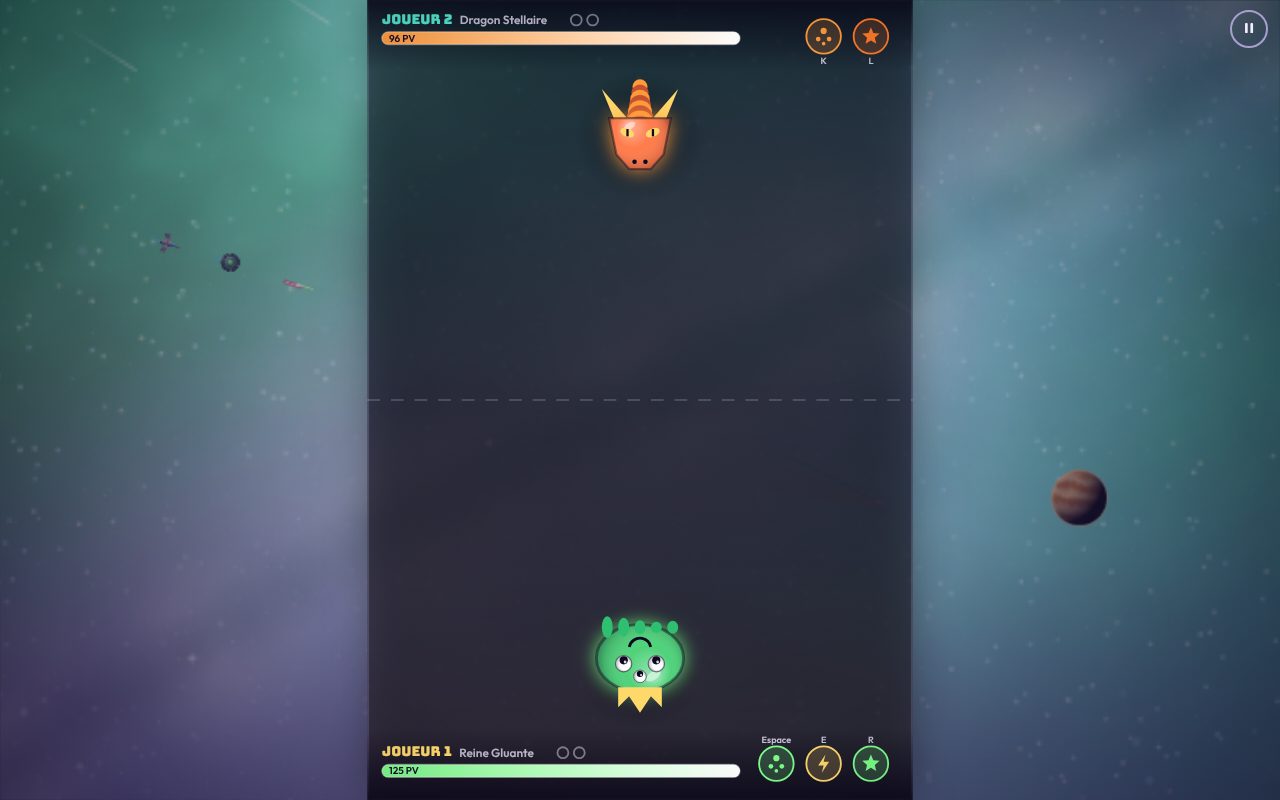 JOUEUR 2 Dragon Stellaire
96 PV
K L
Espace E R
JOUEUR 1 Reine Gluante
125 PV